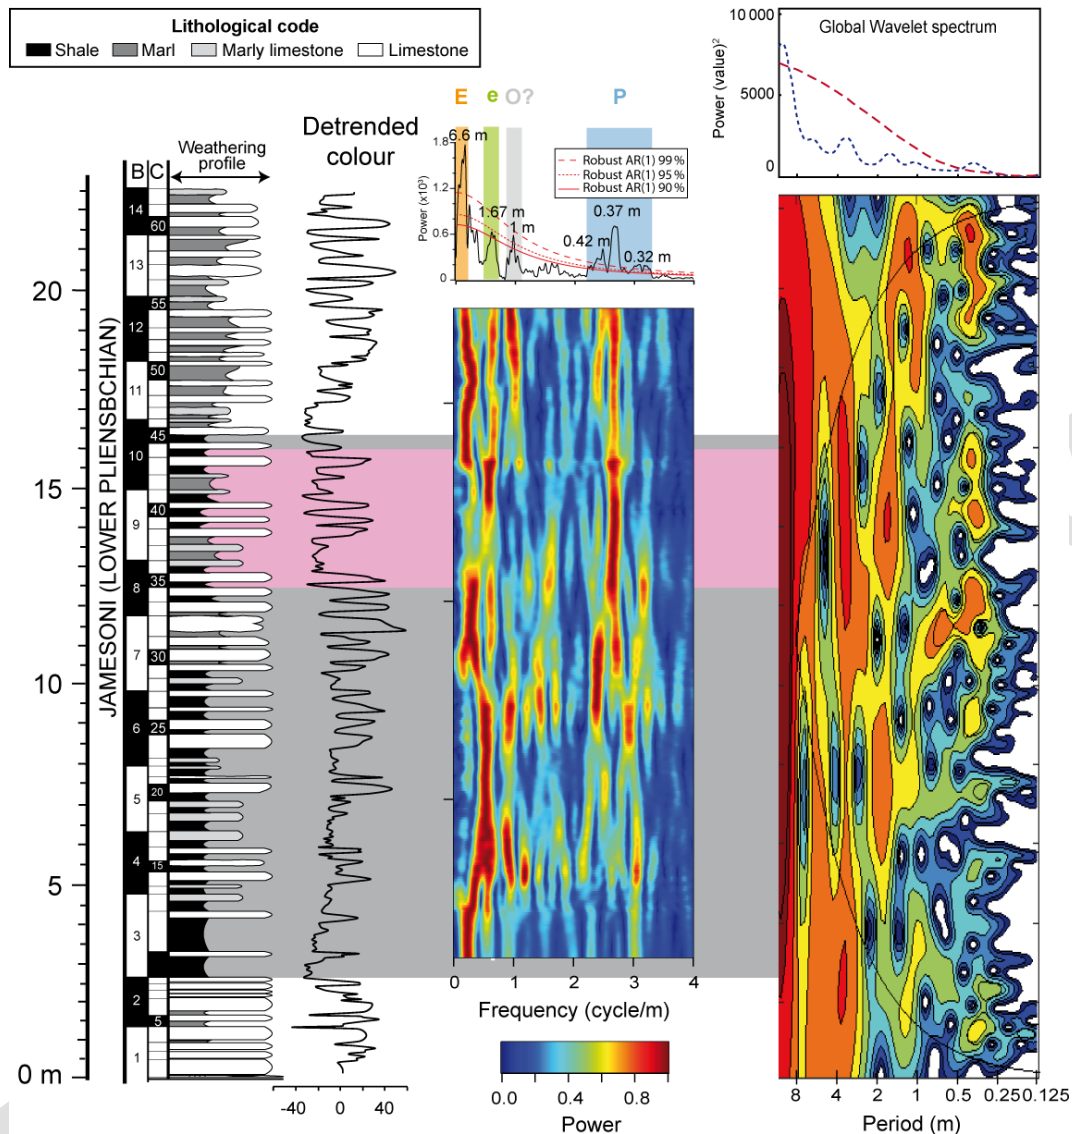 Lithological code
Shale Marl Marly limestone Limestone
Global Wavelet spectrum
Power (value)²
10 000
5000
0
E e O? P
6.6 m
1.67 m
1 m
0.42 m
0.37 m
0.32 m
Robust AR(1) 99 %
Robust AR(1) 95 %
Robust AR(1) 90 %
Power (x10³)
1.8
1.2
0.6
0
Detrended
colour
Weathering
profile
B C
JAMESONI (LOWER PLIENSBCHIAN)
20
15
10
5
0 m
14
13
12
11
10
9
8
7
6
5
4
3
2
1
60
55
50
45
40
35
30
25
20
15
5
-40 0 40
0 1 2 3 4
Frequency (cycle/m)
0.0 0.4 0.8
Power
8 4 2 1 0.5 0.25 0.125
Period (m)